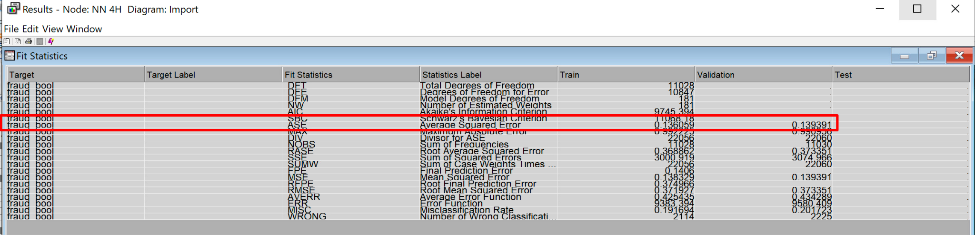 Results - Node: NN 4H Diagram: Import
File Edit View Window
Fit Statistics
Target Target Label Fit Statistics Statistics Label Train Validation Test
fraud_bool DFT Total Degrees of Freedom 11028 .
fraud_bool DFE Degrees of Freedom for Error 10847 .
fraud_bool DFM Model Degrees of Freedom 181 .
fraud_bool NW Number of Estimated Weights 181 .
fraud_bool AIC Akaike's Information Criterion 9745.394 .
fraud_bool SBC Schwarz's Bayesian Criterion 11068.18 .
fraud_bool ASE Average Squared Error 0.136059 0.139391
fraud_bool MAX Maximum Absolute Error
fraud_bool DIV Divisor for ASE 22056 22060
fraud_bool NOBS Sum of Frequencies 11028 11030
fraud_bool RASE Root Average Squared Error 0.368862 0.373351
fraud_bool SSE Sum of Squared Errors 3000.919 3074.966
fraud_bool SUMW Sum of Case Weights Times ... 22056 22060
fraud_bool FPE Final Prediction Error 0.1406 .
fraud_bool MSE Mean Squared Error 0.138329 0.139391
fraud_bool RFPE Root Final Prediction Error 0.374966 .
fraud_bool RMSE Root Mean Squared Error 0.371927 0.373351
fraud_bool AVERR Average Error Function 0.425435 0.434289
fraud_bool ERR Error Function 9383.394 9580.409
fraud_bool MISC Misclassification Rate 0.191694 0.201723
fraud_bool WRONG Number of Wrong Classificati... 2114 2225